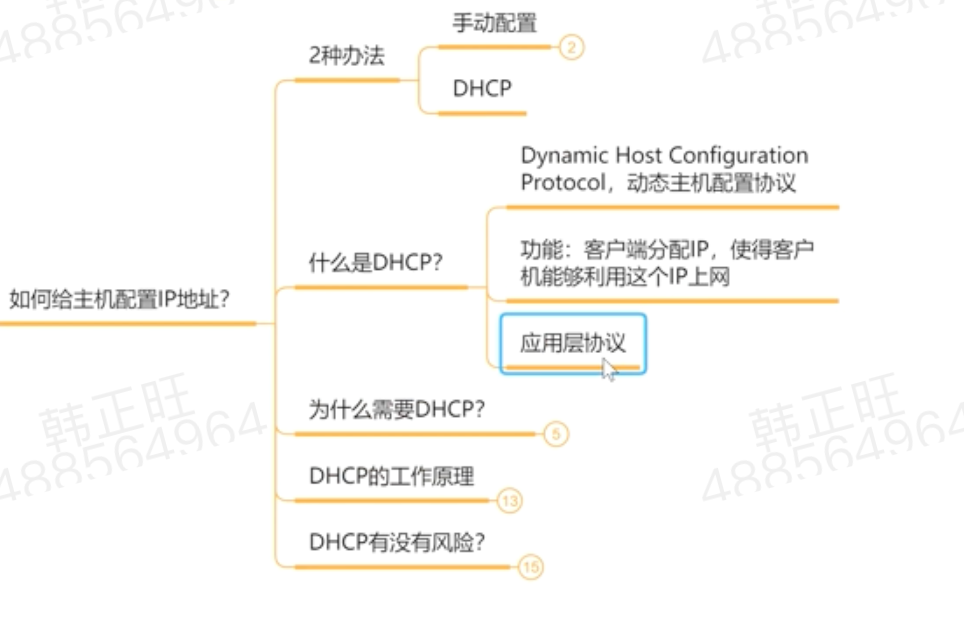 韩正旺
488564964
488564964
手动配置
2
2种办法
DHCP
Dynamic Host Configuration
Protocol，动态主机配置协议
功能：客户端分配IP，使得客户
机能够利用这个IP上网
什么是DHCP？
如何给主机配置IP地址？
应用层协议
为什么需要DHCP？
5
DHCP的工作原理
13
DHCP有没有风险？
15
韩正旺
488564964
韩正旺
488564964